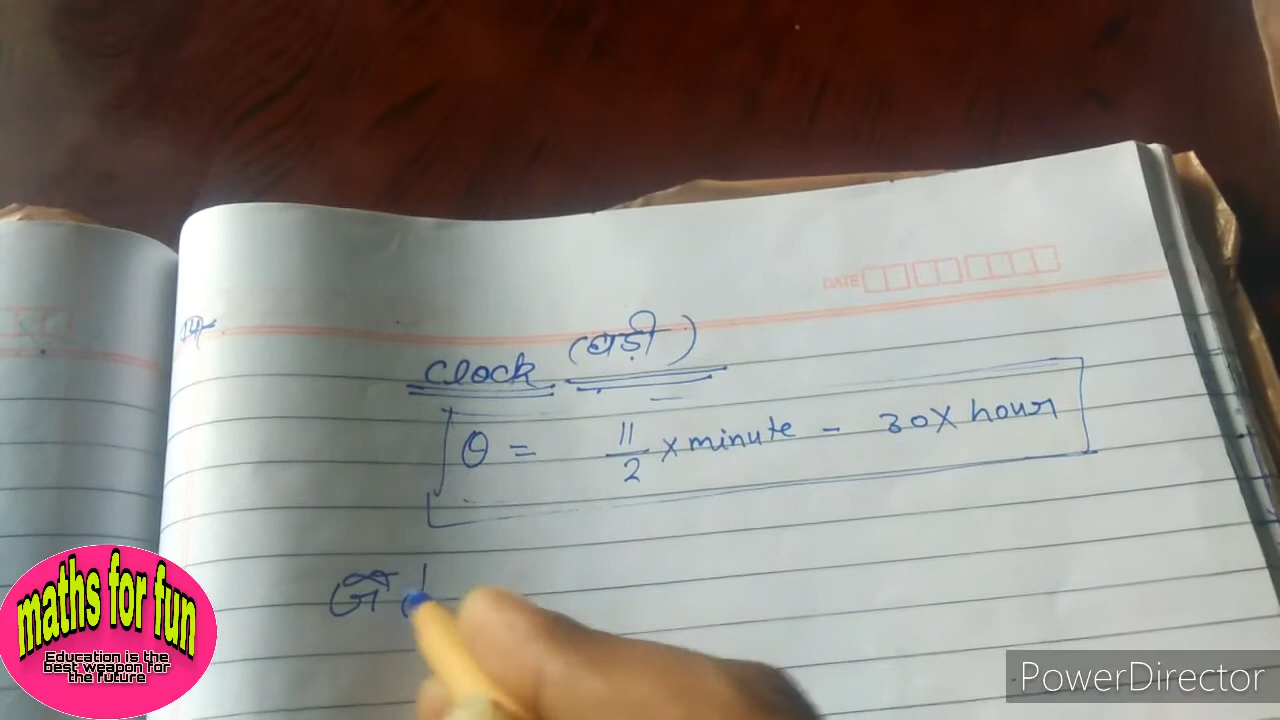 DATE
Clock (घड़ी)
θ = 11/2 × minute - 30 × hour
जै
maths for fun
Education is the
best weapon for
the future
PowerDirector